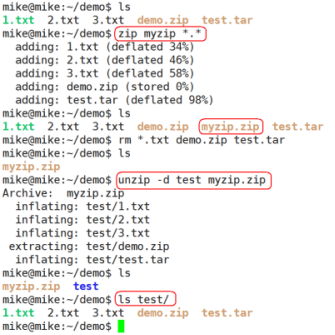 mike@mike:~/demo$ ls
1.txt 2.txt 3.txt demo.zip test.tar
mike@mike:~/demo$ zip myzip *.*
  adding: 1.txt (deflated 34%)
  adding: 2.txt (deflated 46%)
  adding: 3.txt (deflated 58%)
  adding: demo.zip (stored 0%)
  adding: test.tar (deflated 98%)
mike@mike:~/demo$ ls
1.txt 2.txt 3.txt demo.zip myzip.zip test.tar
mike@mike:~/demo$ rm *.txt demo.zip test.tar
mike@mike:~/demo$ ls
myzip.zip
mike@mike:~/demo$ unzip -d test myzip.zip
Archive:  myzip.zip
  inflating: test/1.txt
  inflating: test/2.txt
  inflating: test/3.txt
 extracting: test/demo.zip
  inflating: test/test.tar
mike@mike:~/demo$ ls
myzip.zip test
mike@mike:~/demo$ ls test/
1.txt 2.txt 3.txt demo.zip test.tar
mike@mike:~/demo$